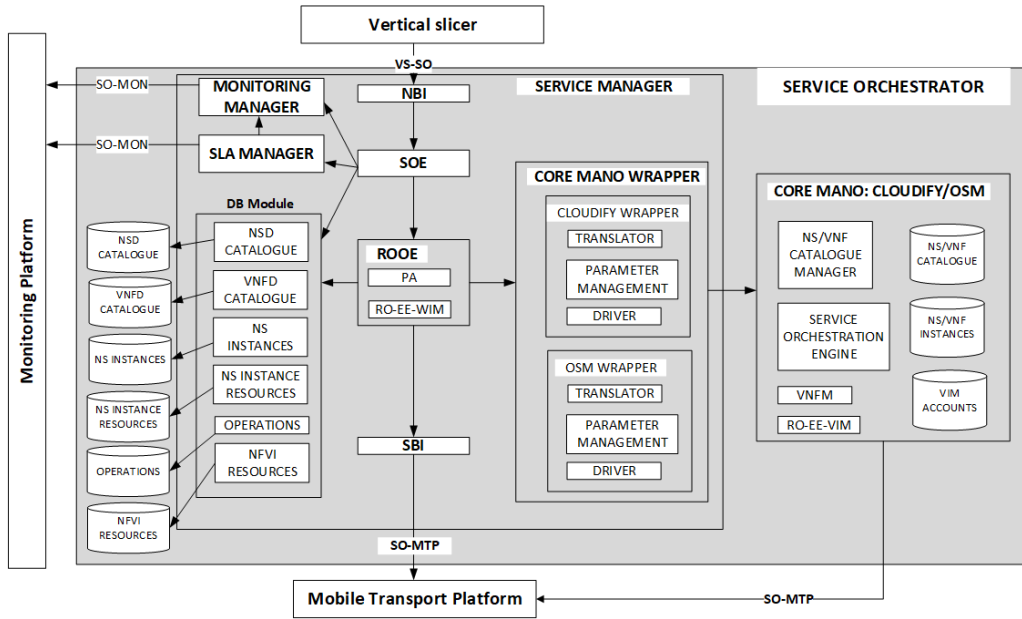 Vertical slicer
VS-SO
Monitoring Platform
SO-MON
SO-MON
MONITORING
MANAGER
SLA MANAGER
NBI
SOE
SERVICE MANAGER
SERVICE ORCHESTRATOR
DB Module
NSD
CATALOGUE
VNFD
CATALOGUE
NS
INSTANCES
NS INSTANCE
RESOURCES
OPERATIONS
NFVI
RESOURCES
NSD
CATALOGUE
VNFD
CATALOGUE
NS INSTANCES
NS INSTANCE
RESOURCES
OPERATIONS
NFVI
RESOURCES
ROOE
PA
RO-EE-WIM
SBI
SO-MTP
CORE MANO WRAPPER
CLOUDIFY WRAPPER
TRANSLATOR
PARAMETER
MANAGEMENT
DRIVER
OSM WRAPPER
TRANSLATOR
PARAMETER
MANAGEMENT
DRIVER
CORE MANO: CLOUDIFY/OSM
NS/VNF
CATALOGUE
MANAGER
SERVICE
ORCHESTRATION
ENGINE
VNFM
RO-EE-VIM
NS/VNF
CATALOGUE
NS/VNF
INSTANCES
VIM
ACCOUNTS
SO-MTP
Mobile Transport Platform